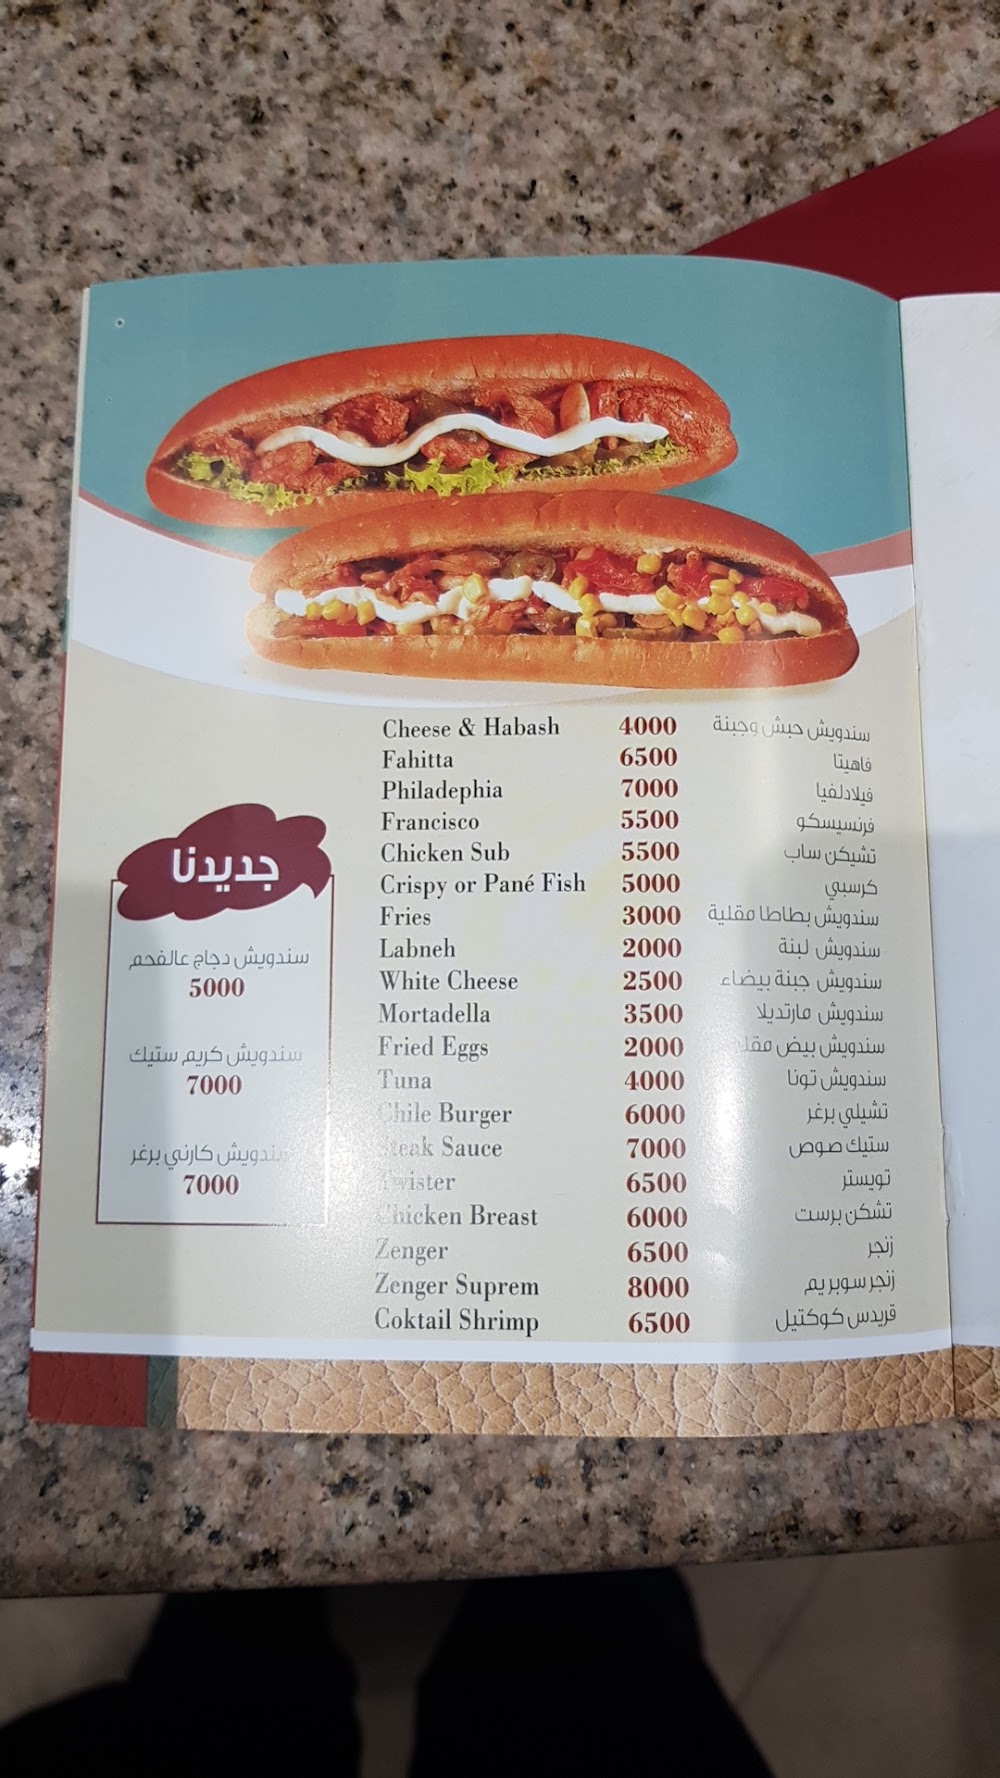 Cheese & Habash 4000 سندويش حبش وجبنة
Fahitta 6500 فاهيتا
Philadephia 7000 فيلادلفيا
Francisco 5500 فرنسيسكو
Chicken Sub 5500 تشيكن ساب
Crispy or Pané Fish 5000 كرسبي
Fries 3000 سندويش بطاطا مقلية
Labneh 2000 سندويش لبنة
White Cheese 2500 سندويش جبنة بيضاء
Mortadella 3500 سندويش مارتديلا
Fried Eggs 2000 سندويش بيض
Tuna 4000 سندويش تونا
Chile Burger 6000 تشيلي برغر
Steak Sauce 7000 ستيك صوص
Twister 6500 تويستر
Chicken Breast 6000 تشكن برست
Zenger 6500 زنجر
Zenger Suprem 8000 زنجر سوبريم
Coktail Shrimp 6500 قريدس كوكتيل
جديدنا
سندويش دجاج عالفحم
5000
سندويش كريم ستيك
7000
سندويش كارني برغر
7000